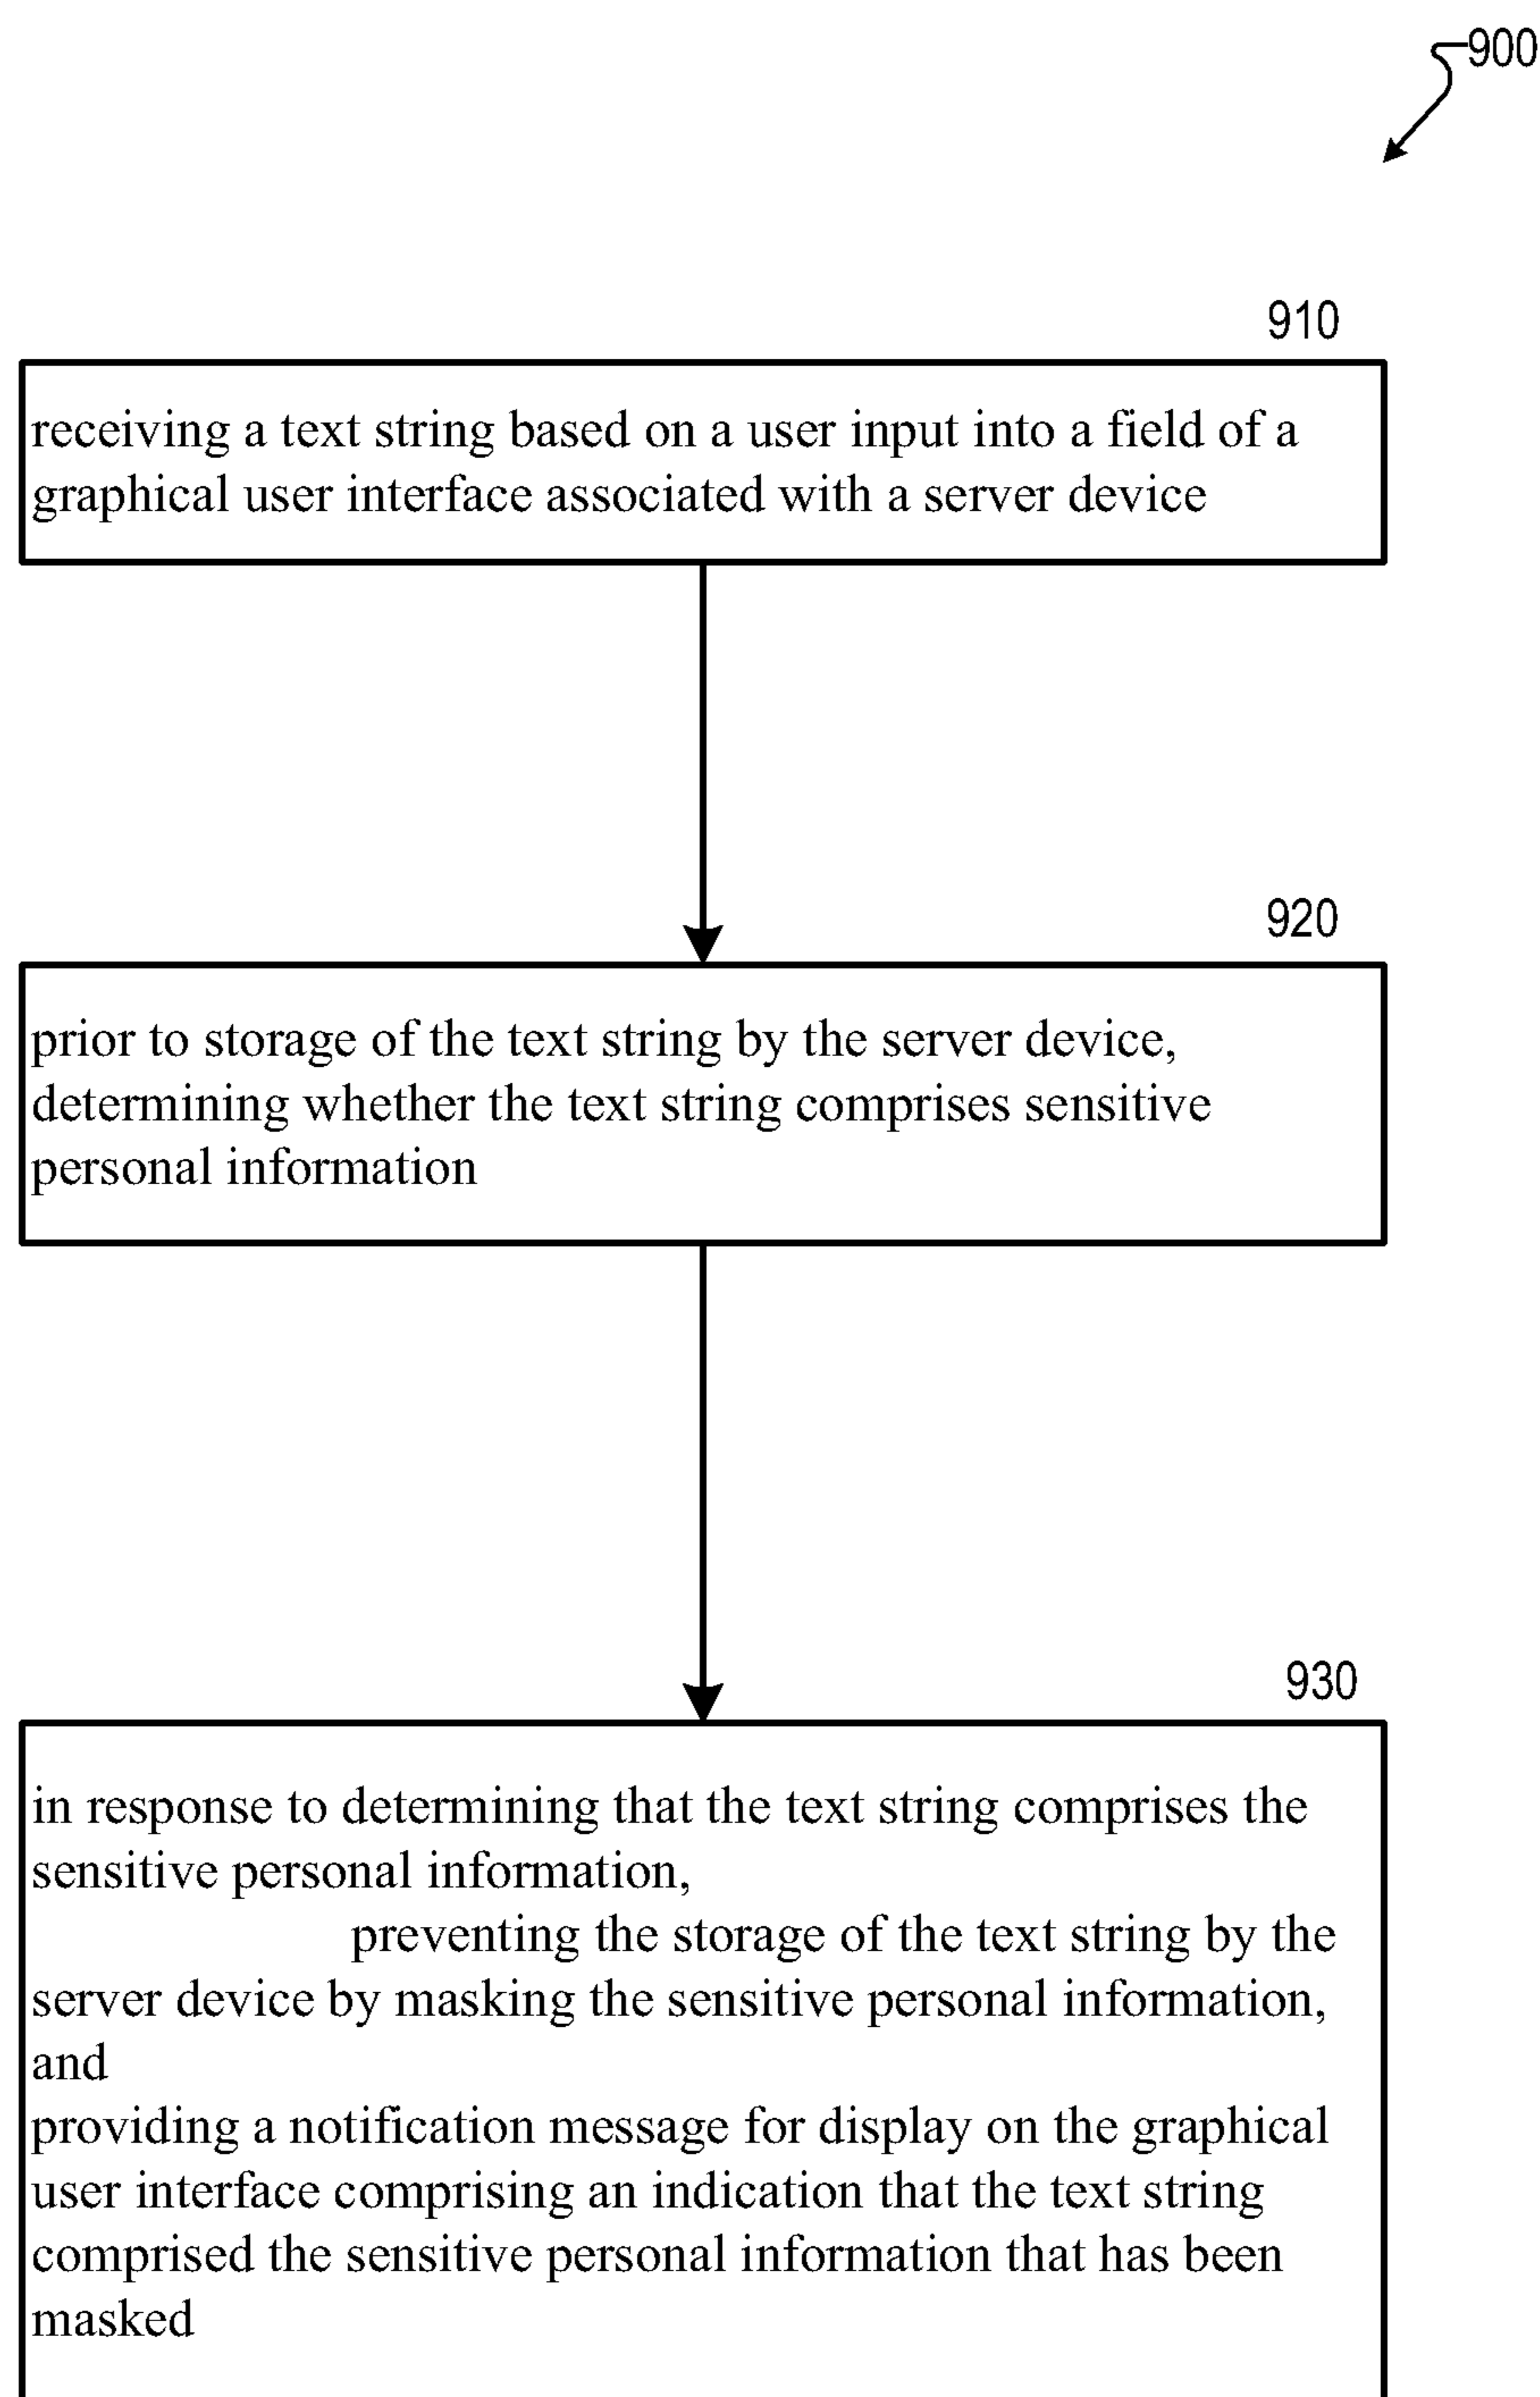 900
910
receiving a text string based on a user input into a field of a
graphical user interface associated with a server device
920
prior to storage of the text string by the server device,
determining whether the text string comprises sensitive
personal information
930
in response to determining that the text string comprises the
sensitive personal information,
preventing the storage of the text string by the
server device by masking the sensitive personal information,
and
providing a notification message for display on the graphical
user interface comprising an indication that the text string
comprised the sensitive personal information that has been
masked